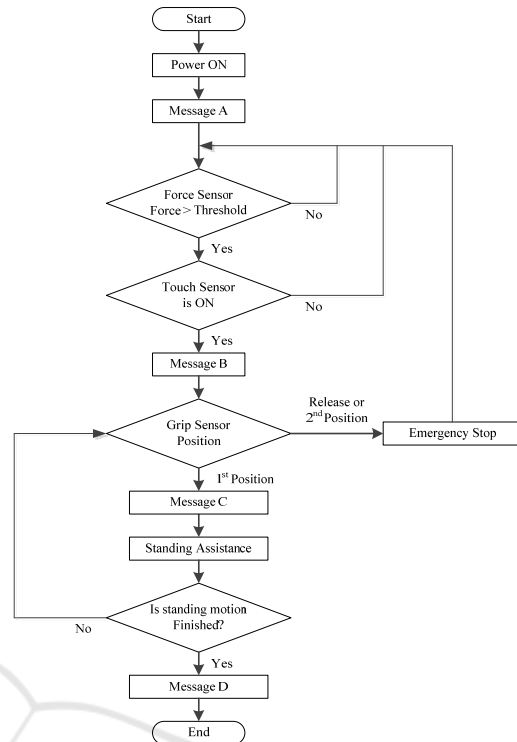 Start
Power ON
Message A
Force Sensor
Force > Threshold
No
Yes
Touch Sensor
is ON
No
Yes
Message B
Release or
2nd Position
Grip Sensor
Position
Emergency Stop
1st Position
Message C
Standing Assistance
Is standing motion
Finished?
No
Yes
Message D
End